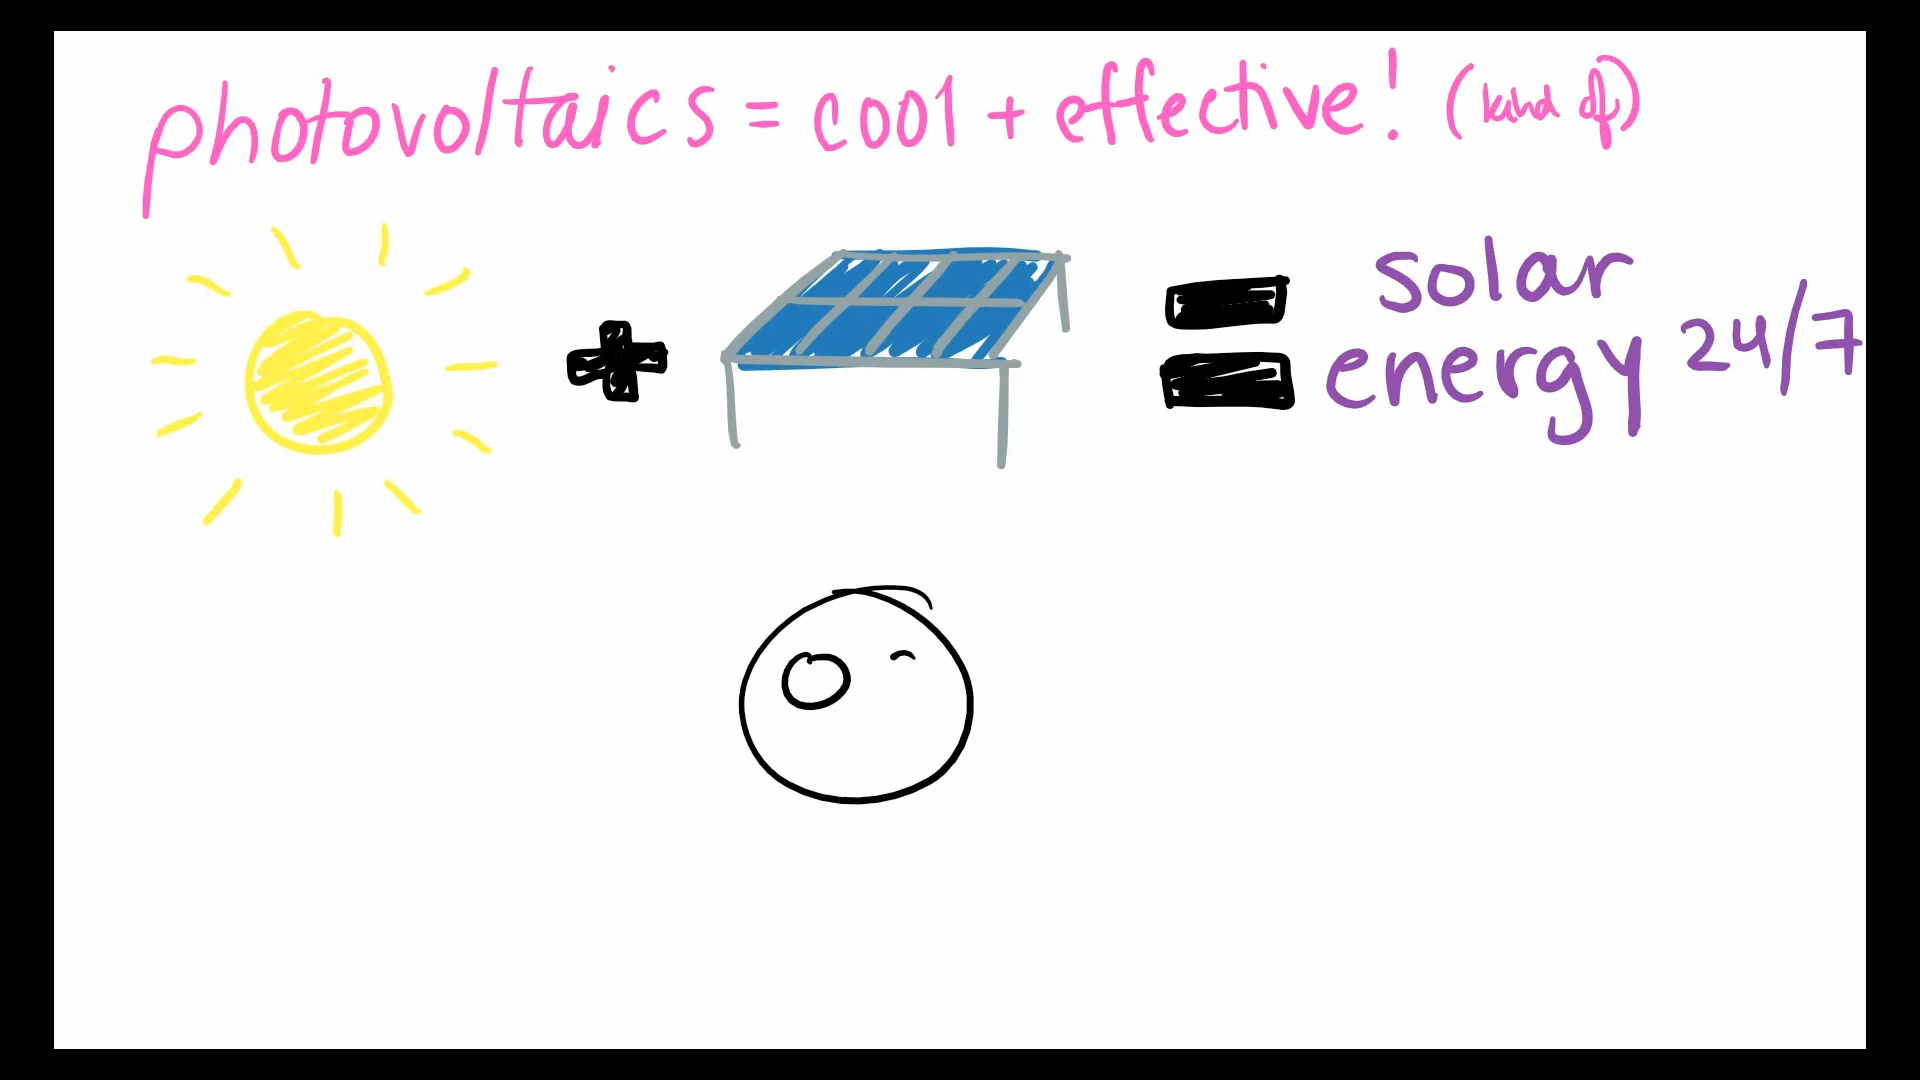 photovoltaics = cool + effective! (kind of)
solar
energy 24/7